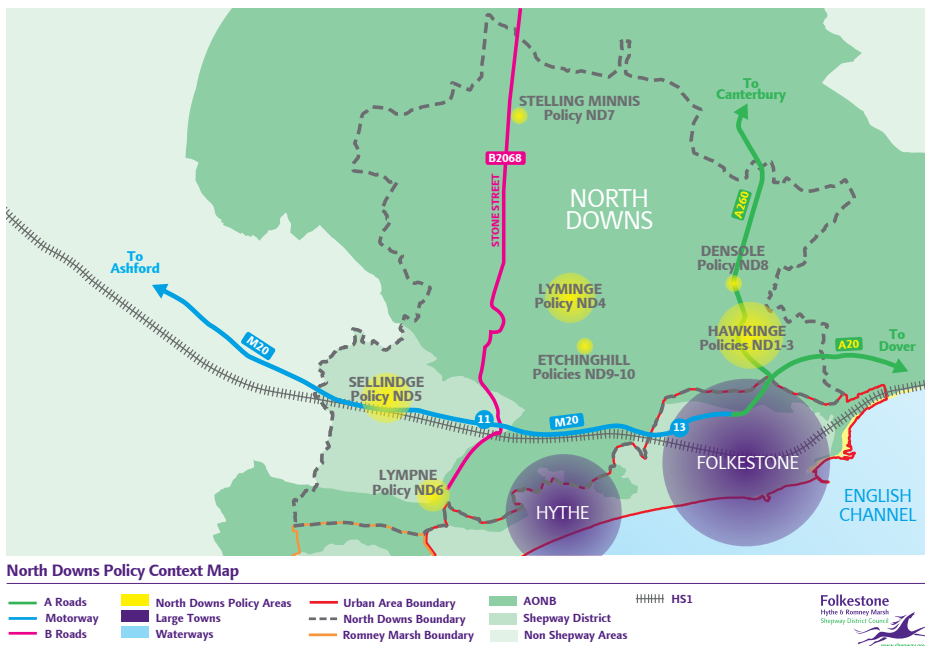 STELLING MINNIS
Policy ND7
To
Canterbury
B2068
STONE STREET
NORTH
DOWNS
A260
DENSOLE
Policy ND8
To
Ashford
LYMINGE
Policy ND4
HAWKINGE
Policies ND1-3
M20
ETCHINGHILL
Policies ND9-10
A20
To
Dover
SELLINDGE
Policy ND5
11
M20
13
FOLKESTONE
LYMPNE
Policy ND6
HYTHE
ENGLISH
CHANNEL
North Downs Policy Context Map
A Roads
Motorway
B Roads
North Downs Policy Areas
Large Towns
Waterways
Urban Area Boundary
North Downs Boundary
Romney Marsh Boundary
AONB
Shepway District
Non Shepway Areas
HS1
Folkestone
Hythe & Romney Marsh
Shepway District Council